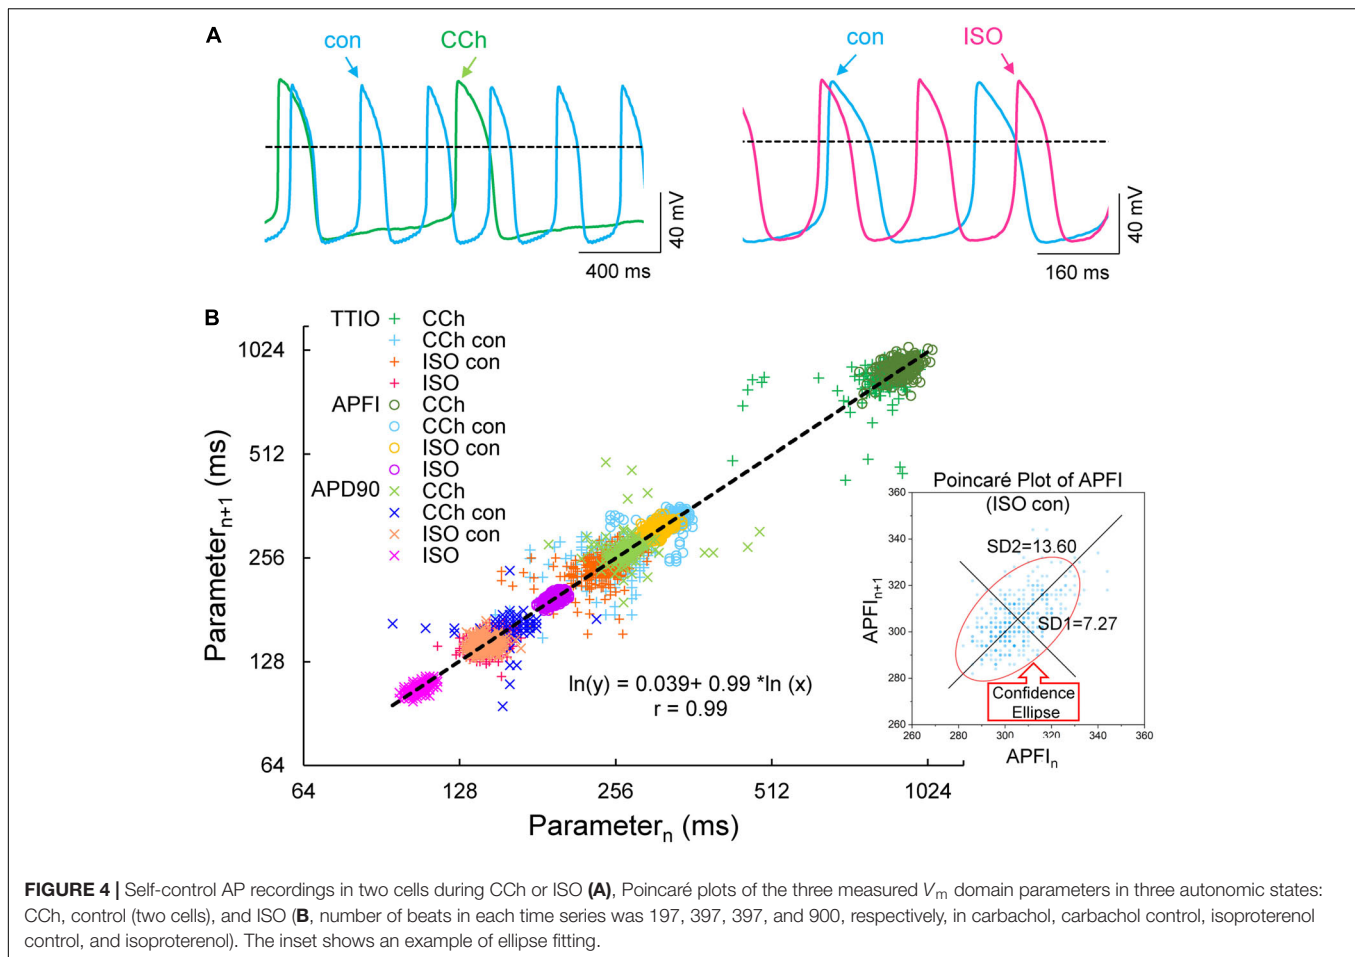 A
con
CCh
40 mV
400 ms
con
ISO
40 mV
160 ms
B
TTIO + CCh
+ CCh con
+ ISO con
+ ISO
APFI CCh
CCh con
ISO con
ISO
APD90 × CCh
× CCh con
× ISO con
× ISO
Parameterₙ₊₁ (ms)
1024
512
256
128
64
64 128 256 512 1024
Parameterₙ (ms)
ln(y) = 0.039+ 0.99 *ln (x)
r = 0.99
Poincaré Plot of APFI
(ISO con)
APFIₙ₊₁
360
340
320
300
280
260
SD2=13.60
SD1=7.27
Confidence
Ellipse
260 280 300 320 340 360
APFIₙ
FIGURE 4 | Self-control AP recordings in two cells during CCh or ISO (A), Poincaré plots of the three measured Vₘ domain parameters in three autonomic states:
CCh, control (two cells), and ISO (B, number of beats in each time series was 197, 397, 397, and 900, respectively, in carbachol, carbachol control, isoproterenol
control, and isoproterenol). The inset shows an example of ellipse fitting.